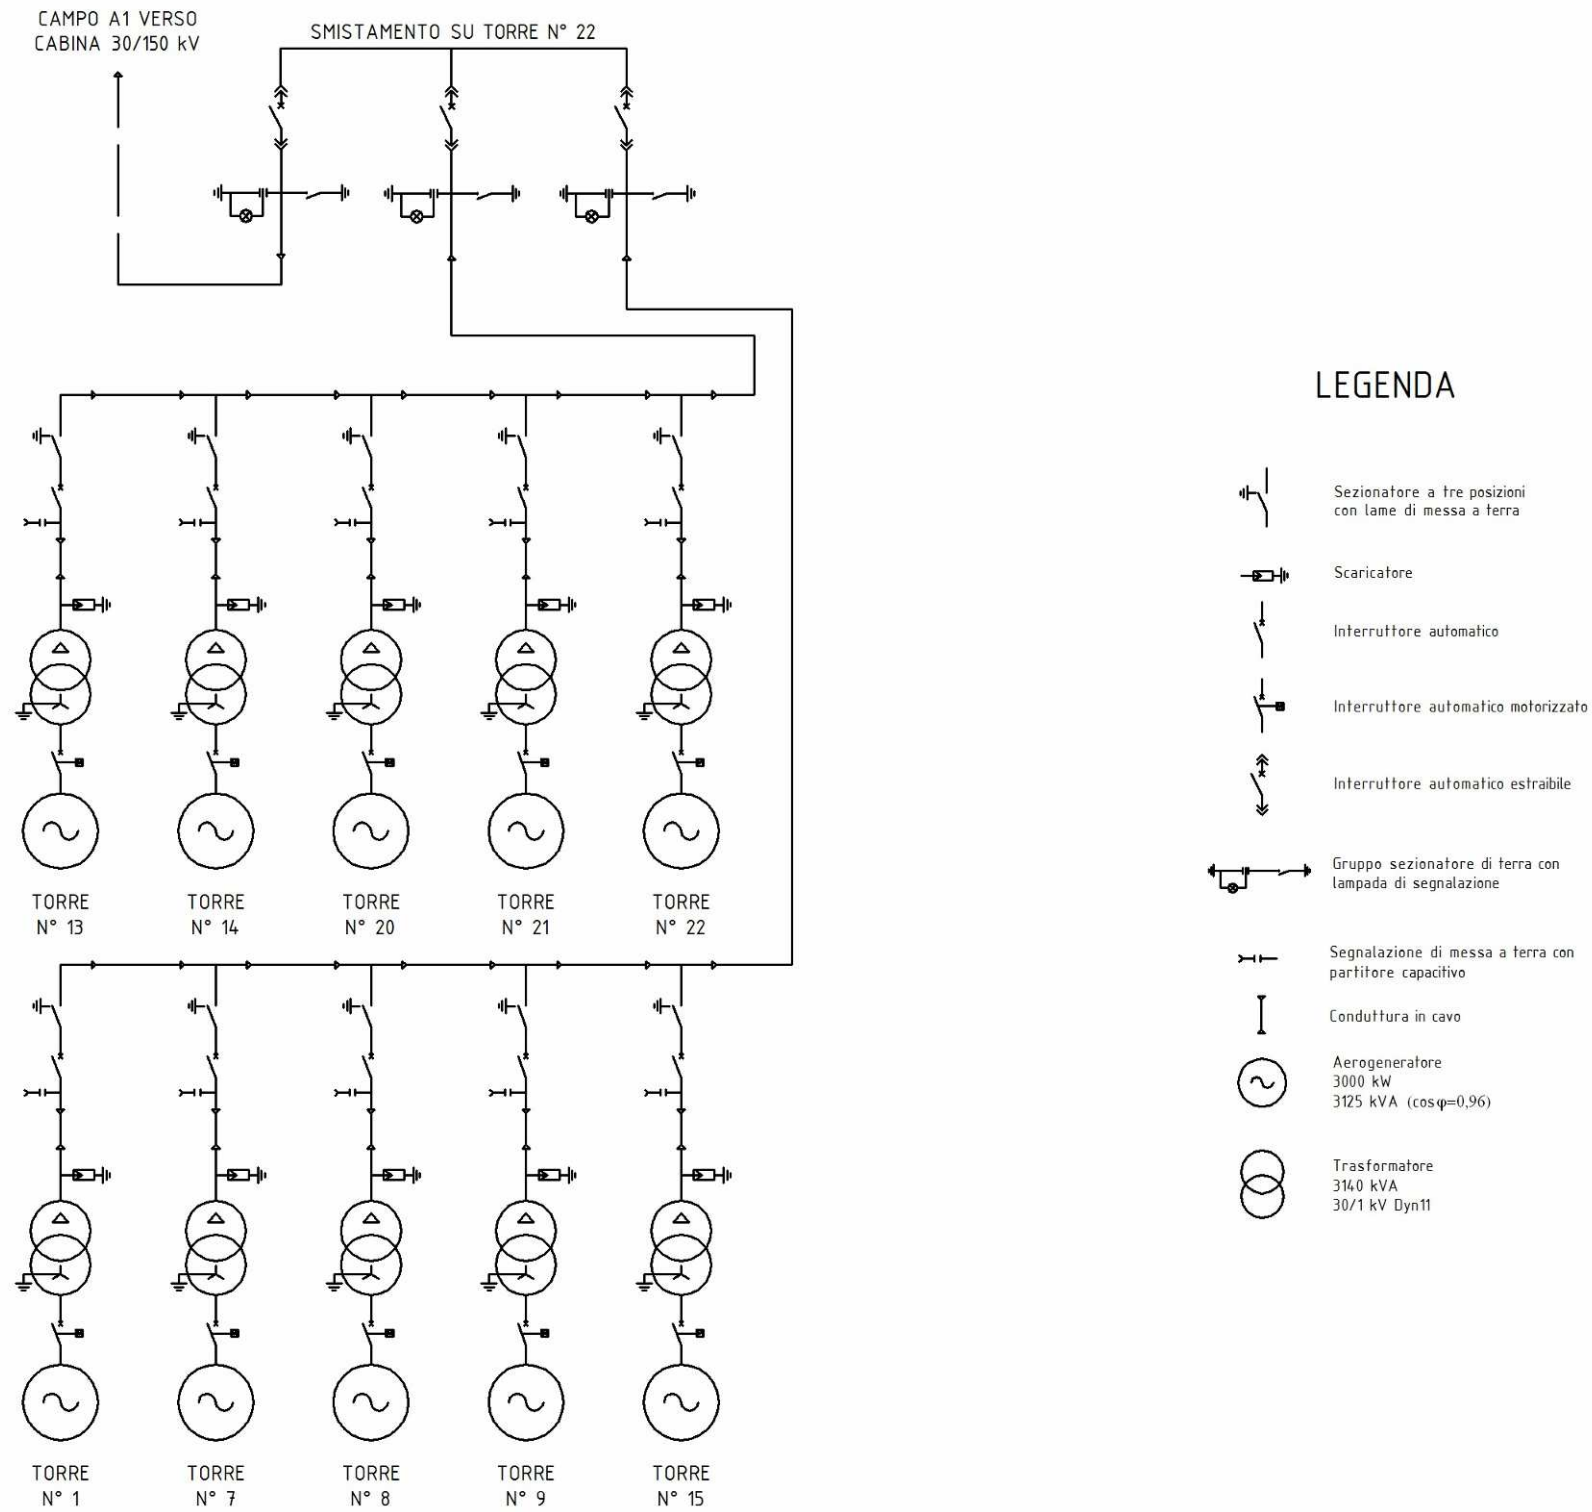 CAMPO A1 VERSO
CABINA 30/150 kV
SMISTAMENTO SU TORRE N° 22
TORRE
N° 13
TORRE
N° 14
TORRE
N° 20
TORRE
N° 21
TORRE
N° 22
TORRE
N° 1
TORRE
N° 7
TORRE
N° 8
TORRE
N° 9
TORRE
N° 15
LEGENDA
Sezionatore a tre posizioni
con lame di messa a terra
Scaricatore
Interruttore automatico
Interruttore automatico motorizzato
Interruttore automatico estraibile
Gruppo sezionatore di terra con
lampada di segnalazione
Segnalazione di messa a terra con
partitore capacitivo
Conduttura in cavo
Aerogeneratore
3000 kW
3125 kVA (cosφ=0,96)
Trasformatore
3140 kVA
30/1 kV Dyn11